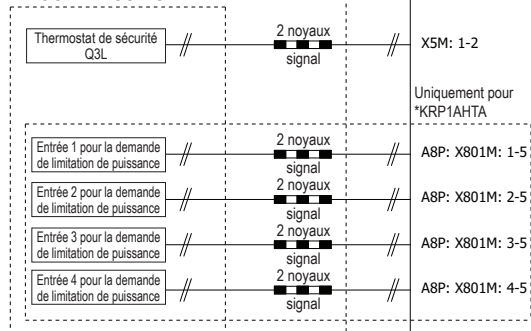 Thermostat de sécurité
Q3L
2 noyaux
signal
X5M: 1-2
Uniquement pour
*KRP1AHTA
Entrée 1 pour la demande
de limitation de puissance
2 noyaux
signal
A8P: X801M: 1-5
Entrée 2 pour la demande
de limitation de puissance
2 noyaux
signal
A8P: X801M: 2-5
Entrée 3 pour la demande
de limitation de puissance
2 noyaux
signal
A8P: X801M: 3-5
Entrée 4 pour la demande
de limitation de puissance
2 noyaux
signal
A8P: X801M: 4-5